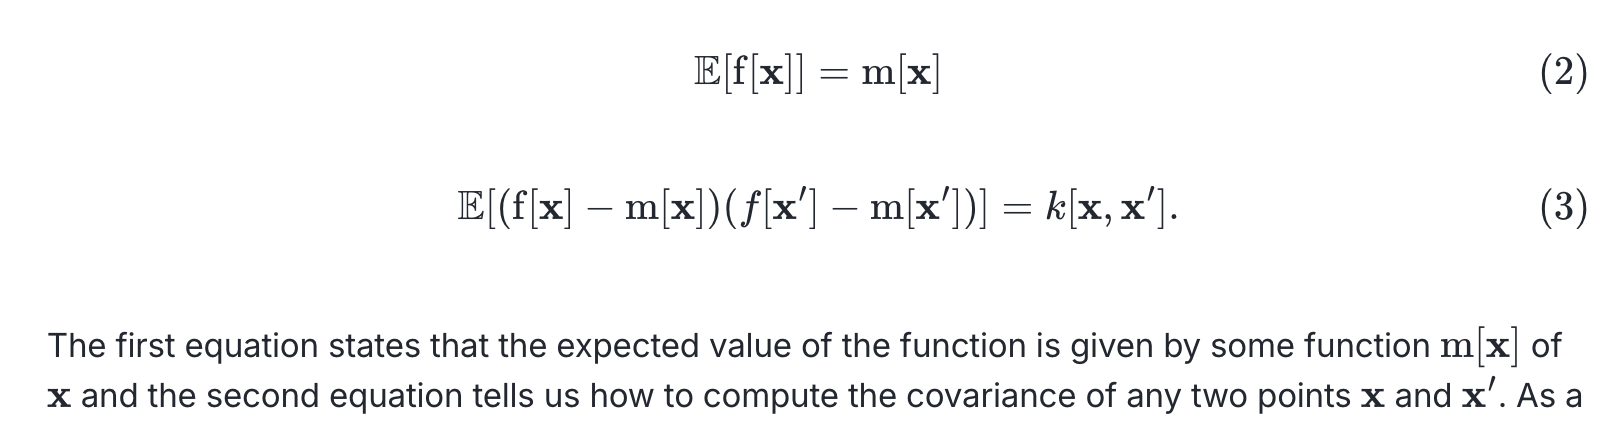 𝔼[f[𝐱]] = m[𝐱] (2)
𝔼[(f[𝐱] − m[𝐱])(𝑓[𝐱′] − m[𝐱′])] = 𝑘[𝐱, 𝐱′]. (3)
The first equation states that the expected value of the function is given by some function m[𝐱] of
𝐱 and the second equation tells us how to compute the covariance of any two points 𝐱 and 𝐱′. As a